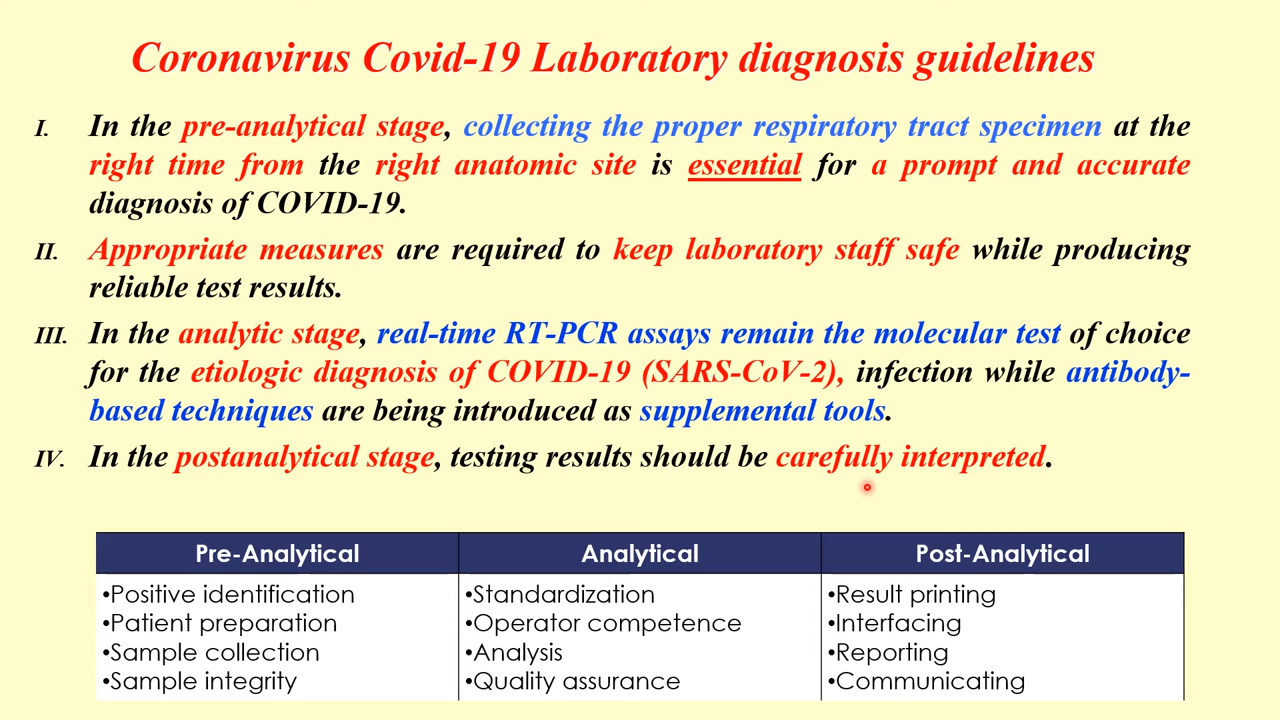 Coronavirus Covid-19 Laboratory diagnosis guidelines
I. In the pre-analytical stage, collecting the proper respiratory tract specimen at the
right time from the right anatomic site is essential for a prompt and accurate
diagnosis of COVID-19.
II. Appropriate measures are required to keep laboratory staff safe while producing
reliable test results.
III. In the analytic stage, real-time RT-PCR assays remain the molecular test of choice
for the etiologic diagnosis of COVID-19 (SARS-CoV-2), infection while antibody-
based techniques are being introduced as supplemental tools.
IV. In the postanalytical stage, testing results should be carefully interpreted.
Pre-Analytical Analytical Post-Analytical
•Positive identification •Standardization •Result printing
•Patient preparation •Operator competence •Interfacing
•Sample collection •Analysis •Reporting
•Sample integrity •Quality assurance •Communicating